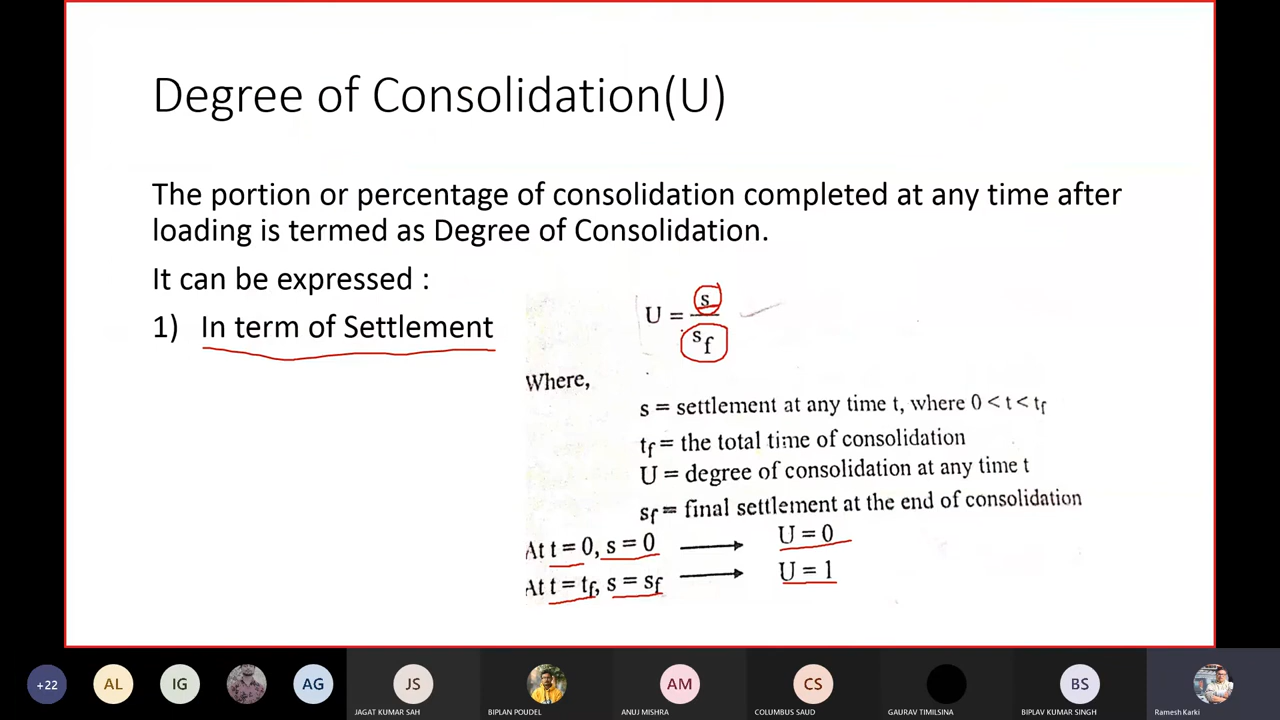 Degree of Consolidation(U)
The portion or percentage of consolidation completed at any time after
loading is termed as Degree of Consolidation.
It can be expressed :
1) In term of Settlement
U = s / sf
Where,
s = settlement at any time t, where 0 < t < tf
tf = the total time of consolidation
U = degree of consolidation at any time t
sf = final settlement at the end of consolidation
At t = 0, s = 0 → U = 0
At t = tf, s = sf → U = 1
+22 AL IG AG JS AM CS BS
JAGAT KUMAR SAH BIPLAN POUDEL ANUJ MISHRA COLUMBUS SAUD GAURAV TIMILSINA BIPLAV KUMAR SINGH Ramesh Karki